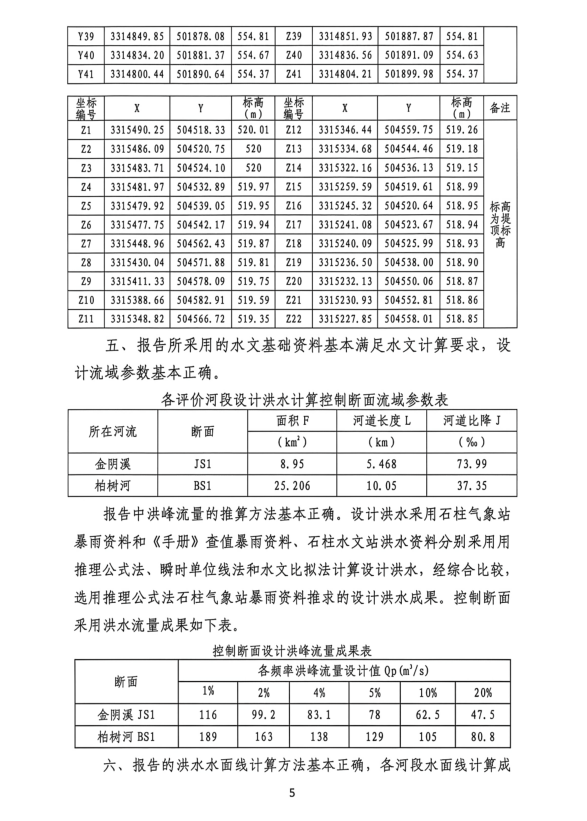 Y39 3314849.85 501878.08 554.81 Z39 3314851.93 501887.87 554.81
Y40 3314834.20 501881.37 554.67 Z40 3314836.56 501891.09 554.63
Y41 3314800.44 501890.64 554.37 Z41 3314804.21 501899.98 554.37
坐标编号 X Y 标高(m) 坐标编号 X Y 标高(m) 备注
Z1 3315490.25 504518.33 520.01 Z12 3315346.44 504559.75 519.26
Z2 3315486.09 504520.75 520 Z13 3315334.68 504544.46 519.18
Z3 3315483.71 504524.10 520 Z14 3315322.16 504536.13 519.15
Z4 3315481.97 504532.89 519.97 Z15 3315259.59 504519.61 518.99
Z5 3315479.92 504539.05 519.95 Z16 3315245.32 504520.64 518.95
Z6 3315477.75 504542.17 519.94 Z17 3315241.08 504523.67 518.94
Z7 3315448.96 504562.43 519.87 Z18 3315240.09 504525.99 518.93
Z8 3315430.04 504571.88 519.81 Z19 3315236.50 504538.00 518.90
Z9 3315411.33 504578.09 519.75 Z20 3315232.13 504550.06 518.87
Z10 3315388.66 504582.91 519.59 Z21 3315230.93 504552.81 518.86
Z11 3315348.82 504566.72 519.35 Z22 3315227.85 504558.01 518.85
标高为堤顶标高
五、报告所采用的水文基础资料基本满足水文计算要求，设
计流域参数基本正确。
各评价河段设计洪水计算控制断面流域参数表
所在河流 断面 面积 F (km²) 河道长度 L (km) 河道比降 J (‰)
金阴溪 JS1 8.95 5.468 73.99
柏树河 BS1 25.206 10.05 37.35
报告中洪峰流量的推算方法基本正确。设计洪水采用石柱气象站
暴雨资料和《手册》查值暴雨资料、石柱水文站洪水资料分别采用用
推理公式法、瞬时单位线法和水文比拟法计算设计洪水，经综合比较，
选用推理公式法石柱气象站暴雨资料推求的设计洪水成果。控制断面
采用洪水流量成果如下表。
控制断面设计洪峰流量成果表
断面 各频率洪峰流量设计值 Qp(m³/s)
1% 2% 4% 5% 10% 20%
金阴溪 JS1 116 99.2 83.1 78 62.5 47.5
柏树河 BS1 189 163 138 129 105 80.8
六、报告的洪水水面线计算方法基本正确，各河段水面线计算成
5